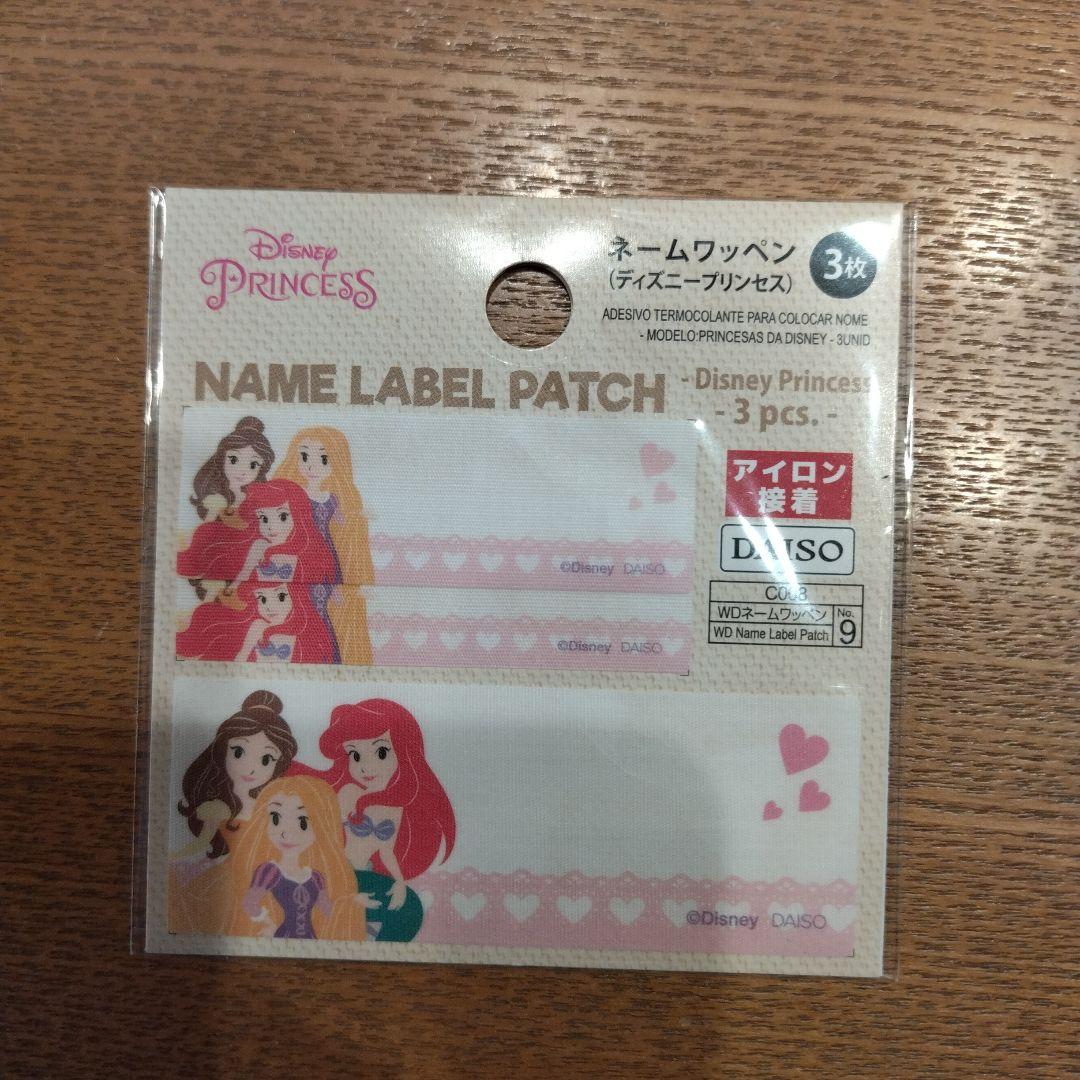 Disney
PRINCESS
ネームワッペン
(ディズニープリンセス)
3枚
ADESIVO TERMOCOLANTE PARA COLOCAR NOME
- MODELO:PRINCESAS DA DISNEY - 3UNID
NAME LABEL PATCH
- Disney Princess
- 3 pcs. -
アイロン
接着
DAISO
C008
WDネームワッペン
WD Name Label Patch
No.
9
©Disney DAISO
©Disney DAISO
©Disney DAISO